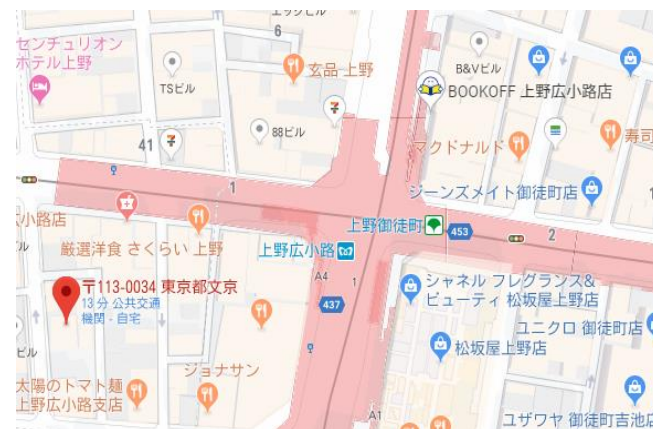 エックビル
6
センチュリオン
ホテル上野
TSビル
玄品 上野
B&Vビル
BOOKOFF 上野広小路店
88ビル
41
マクドナルド
寿司
1
ジーンズメイト御徒町店
小路店
上野御徒町
453
2
厳選洋食 さくらい 上野
上野広小路
A4
1
〒113-0034 東京都文京
13 分 公共交通
機関 - 自宅
437
シャネル フレグランス&
ビューティ 松坂屋上野店
ユニクロ 御徒町店
松坂屋上野店
ビル
ジョナサン
太陽のトマト麺
上野広小路支店
A1
ユザワヤ 御徒町吉池店